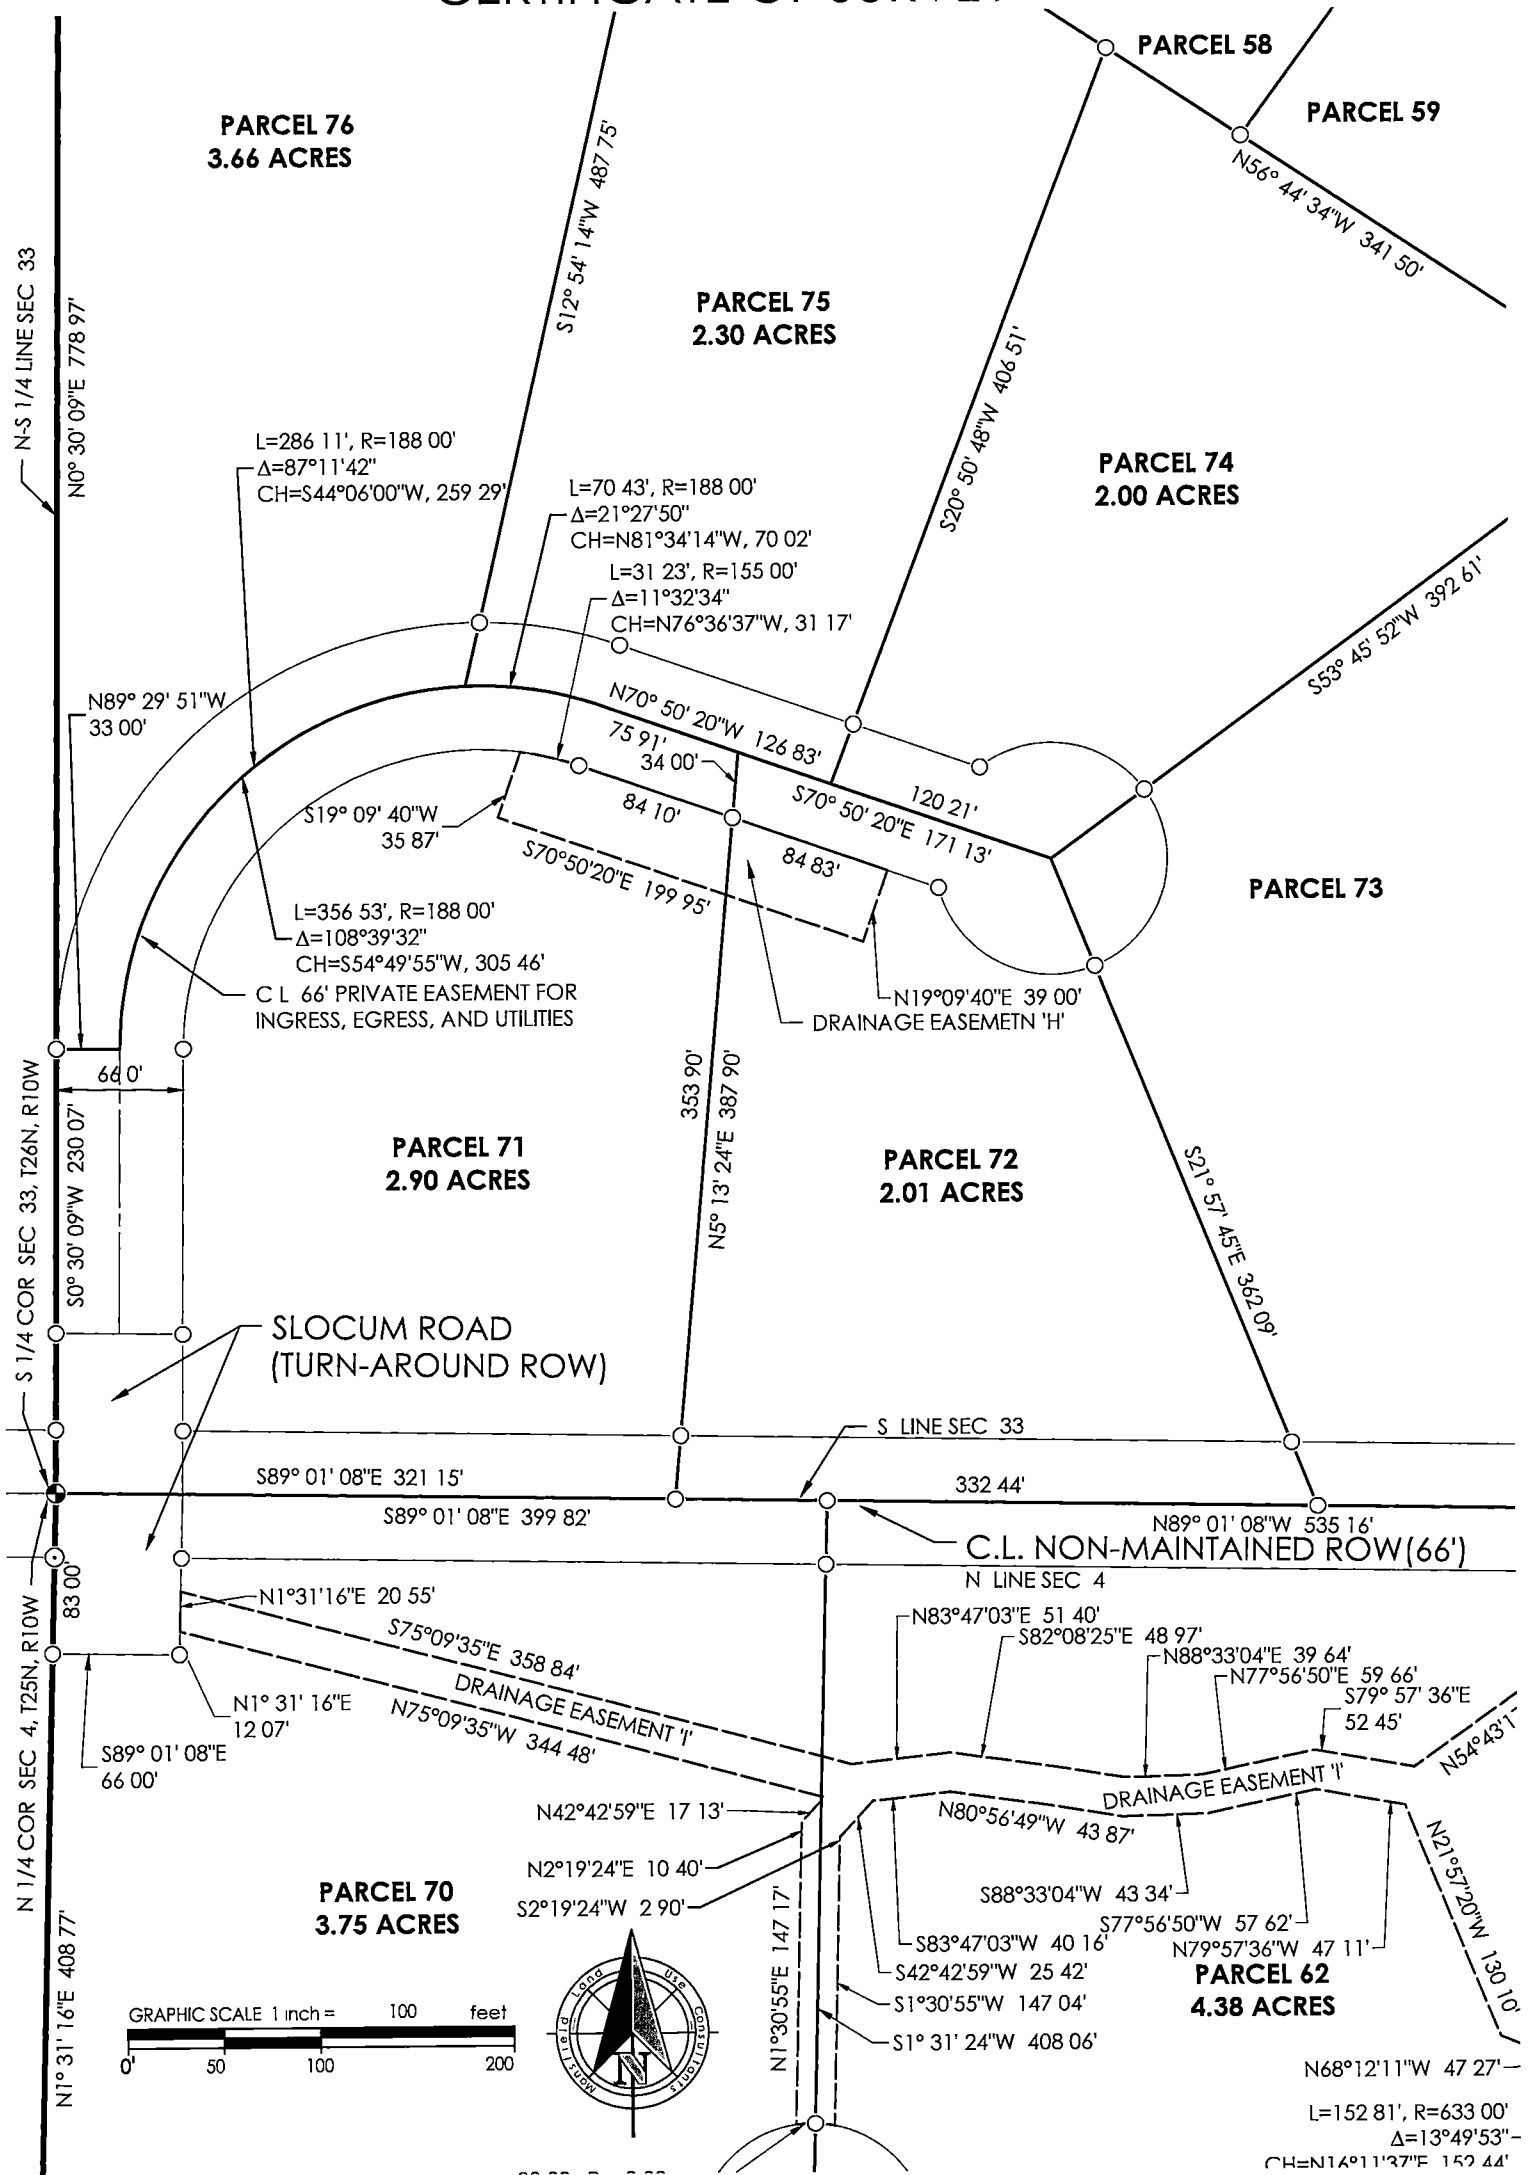 PARCEL 58
PARCEL 59
PARCEL 76
3.66 ACRES
N56° 44' 34"W 341 50'
S12° 54' 14"W 487 75'
PARCEL 75
2.30 ACRES
N-S 1/4 LINE SEC 33
N0° 30' 09"E 778 97'
S20° 50' 48"W 406 51'
L=286 11', R=188 00'
Δ=87°11'42"
CH=S44°06'00"W, 259 29'
PARCEL 74
2.00 ACRES
L=70 43', R=188 00'
Δ=21°27'50"
CH=N81°34'14"W, 70 02'
L=31 23', R=155 00'
Δ=11°32'34"
CH=N76°36'37"W, 31 17'
S53° 45' 52"W 392 61'
N89° 29' 51"W
33 00'
N70° 50' 20"W 126 83'
75 91'
34 00'
S19° 09' 40"W
35 87'
84 10'
120 21'
S70° 50' 20"E 171 13'
S70°50'20"E 199 95'
84 83'
PARCEL 73
L=356 53', R=188 00'
Δ=108°39'32"
CH=S54°49'55"W, 305 46'
C L 66' PRIVATE EASEMENT FOR
INGRESS, EGRESS, AND UTILITIES
N19°09'40"E 39 00'
DRAINAGE EASEMETN 'H'
66 0'
S 1/4 COR SEC 33, T26N, R10W
S0° 30' 09"W 230 07'
353 90'
N5° 13' 24"E 387 90'
PARCEL 71
2.90 ACRES
PARCEL 72
2.01 ACRES
S21° 57' 45"E 362 09'
SLOCUM ROAD
(TURN-AROUND ROW)
S LINE SEC 33
S89° 01' 08"E 321 15'
332 44'
S89° 01' 08"E 399 82'
N89° 01' 08"W 535 16'
C.L. NON-MAINTAINED ROW(66')
N LINE SEC 4
N 1/4 COR SEC 4, T25N, R10W
83 00'
N1°31'16"E 20 55'
S75°09'35"E 358 84'
DRAINAGE EASEMENT 'I'
N75°09'35"W 344 48'
N83°47'03"E 51 40'
S82°08'25"E 48 97'
N88°33'04"E 39 64'
N77°56'50"E 59 66'
S79° 57' 36"E
52 45'
N54°43'1
N1° 31' 16"E
12 07'
S89° 01' 08"E
66 00'
DRAINAGE EASEMENT 'I'
N42°42'59"E 17 13'
N80°56'49"W 43 87'
N2°19'24"E 10 40'
S2°19'24"W 2 90'
S88°33'04"W 43 34'
S77°56'50"W 57 62'
N79°57'36"W 47 11'
N21°57'20"W 130 10'
PARCEL 70
3.75 ACRES
S83°47'03"W 40 16'
S42°42'59"W 25 42'
S1°30'55"W 147 04'
S1° 31' 24"W 408 06'
N1°30'55"E 147 17'
PARCEL 62
4.38 ACRES
N1° 31' 16"E 408 77'
GRAPHIC SCALE 1 inch = 100 feet
0' 50 100 200
Mansfield Land Use Consultants
N
N68°12'11"W 47 27'
L=152 81', R=633 00'
Δ=13°49'53"
CH=N16°11'37"E 152 44'